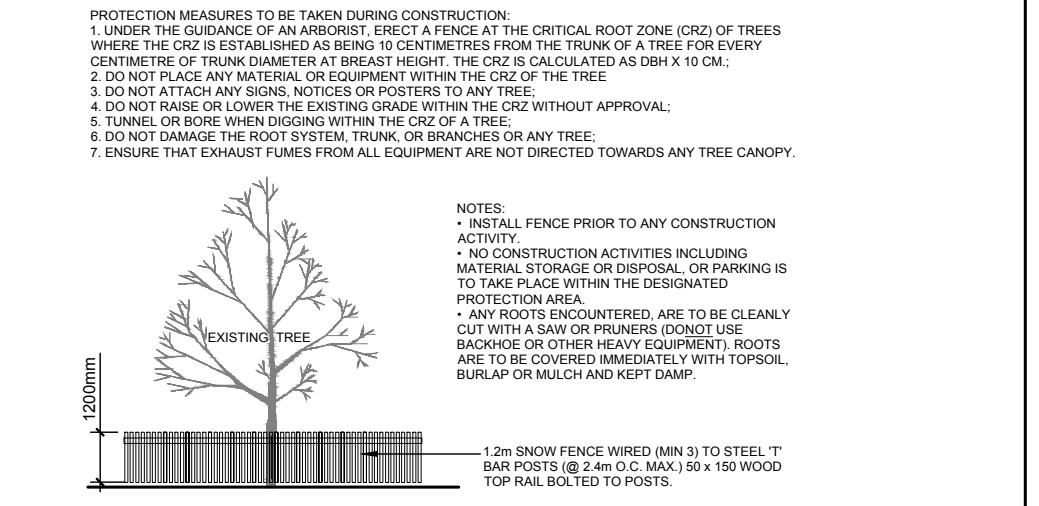 PROTECTION MEASURES TO BE TAKEN DURING CONSTRUCTION:
1. UNDER THE GUIDANCE OF AN ARBORIST, ERECT A FENCE AT THE CRITICAL ROOT ZONE (CRZ) OF TREES
WHERE THE CRZ IS ESTABLISHED AS BEING 10 CENTIMETRES FROM THE TRUNK OF A TREE FOR EVERY
CENTIMETRE OF TRUNK DIAMETER AT BREAST HEIGHT. THE CRZ IS CALCULATED AS DBH X 10 CM.;
2. DO NOT PLACE ANY MATERIAL OR EQUIPMENT WITHIN THE CRZ OF THE TREE
3. DO NOT ATTACH ANY SIGNS, NOTICES OR POSTERS TO ANY TREE;
4. DO NOT RAISE OR LOWER THE EXISTING GRADE WITHIN THE CRZ WITHOUT APPROVAL;
5. TUNNEL OR BORE WHEN DIGGING WITHIN THE CRZ OF A TREE;
6. DO NOT DAMAGE THE ROOT SYSTEM, TRUNK, OR BRANCHES OR ANY TREE;
7. ENSURE THAT EXHAUST FUMES FROM ALL EQUIPMENT ARE NOT DIRECTED TOWARDS ANY TREE CANOPY.
NOTES:
• INSTALL FENCE PRIOR TO ANY CONSTRUCTION
ACTIVITY.
• NO CONSTRUCTION ACTIVITIES INCLUDING
MATERIAL STORAGE OR DISPOSAL, OR PARKING IS
TO TAKE PLACE WITHIN THE DESIGNATED
PROTECTION AREA.
• ANY ROOTS ENCOUNTERED, ARE TO BE CLEANLY
CUT WITH A SAW OR PRUNERS (DONOT USE
BACKHOE OR OTHER HEAVY EQUIPMENT). ROOTS
ARE TO BE COVERED IMMEDIATELY WITH TOPSOIL,
BURLAP OR MULCH AND KEPT DAMP.
EXISTING TREE
1200mm
1.2m SNOW FENCE WIRED (MIN 3) TO STEEL 'T'
BAR POSTS (@ 2.4m O.C. MAX.) 50 x 150 WOOD
TOP RAIL BOLTED TO POSTS.